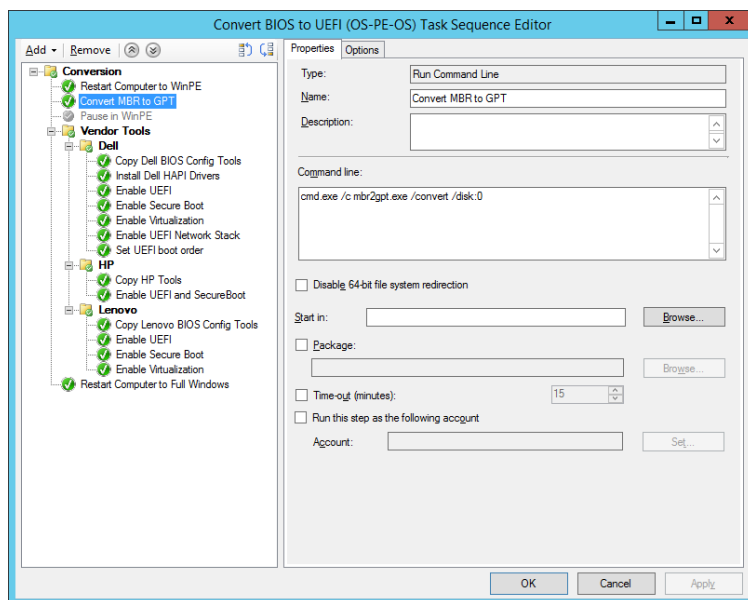 Convert BIOS to UEFI (OS-PE-OS) Task Sequence Editor
x
Add Remove
Conversion
Restart Computer to WinPE
Convert MBR to GPT
Pause in WinPE
Vendor Tools
Dell
Copy Dell BIOS Config Tools
Install Dell HAPI Drivers
Enable UEFI
Enable Secure Boot
Enable Virtualization
Enable UEFI Network Stack
Set UEFI boot order
HP
Copy HP Tools
Enable UEFI and SecureBoot
Lenovo
Copy Lenovo BIOS Config Tools
Enable UEFI
Enable Secure Boot
Enable Virtualization
Restart Computer to Full Windows
Properties Options
Type: Run Command Line
Name: Convert MBR to GPT
Description:
Command line:
cmd.exe /c mbr2gpt.exe /convert /disk:0
Disable 64-bit file system redirection
Start in: Browse...
Package:
Browse...
Time-out (minutes): 15
Run this step as the following account
Account: Set...
OK Cancel Apply